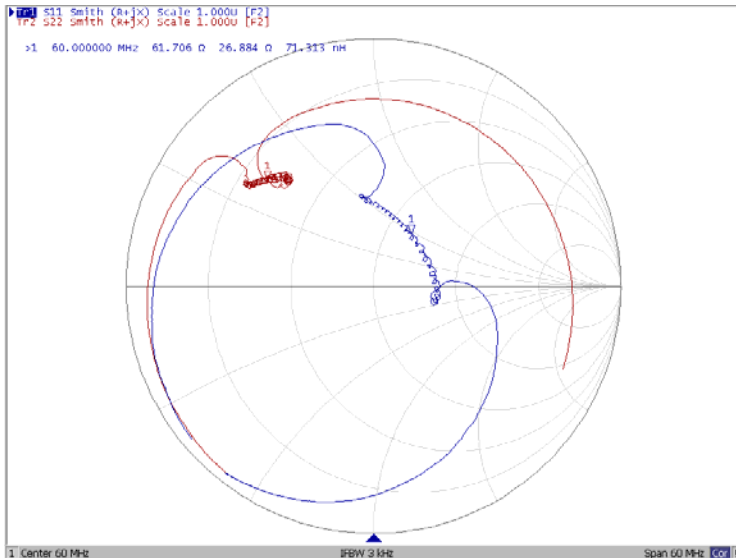 Tr1 S11 Smith (R+jX) Scale 1.000U [F2]
Tr2 S22 Smith (R+jX) Scale 1.000U [F2]
>1 60.000000 MHz 61.706 Ω 26.884 Ω 71.313 nH
1
1
1 Center 60 MHz IFBW 3 kHz Span 60 MHz Cor